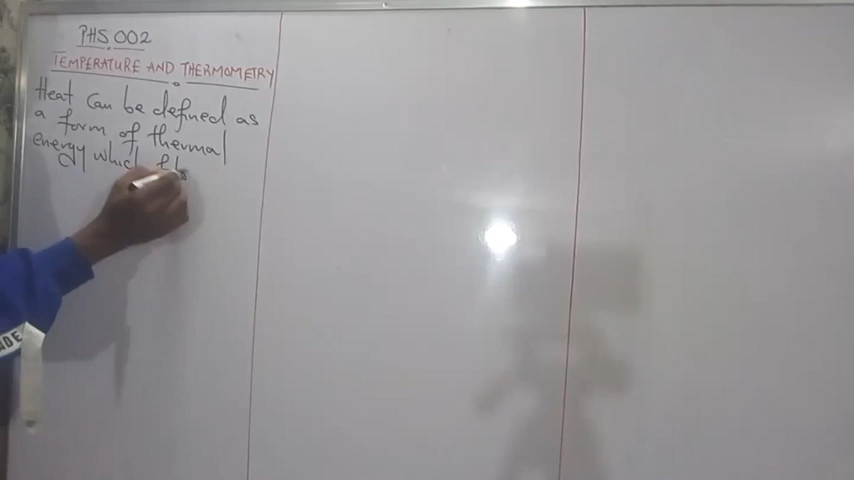 PHS 002
TEMPERATURE AND THERMOMETRY
Heat can be defined as
a form of thermal
energy which